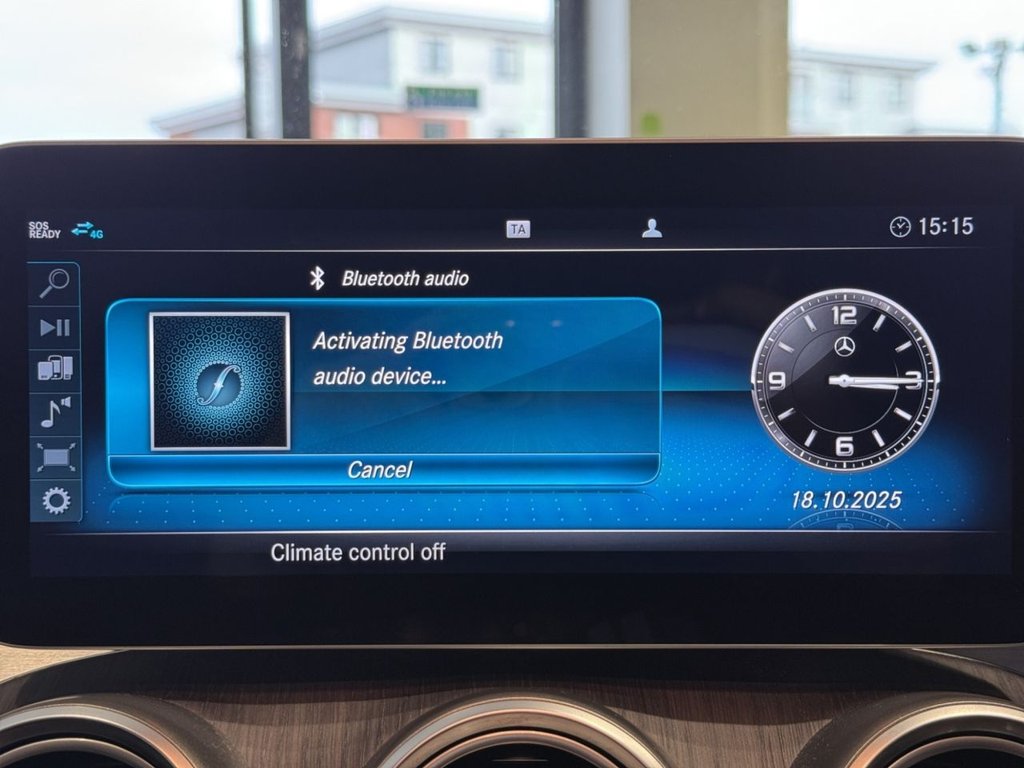 SOS
READY
4G
TA
15:15
Bluetooth audio
Activating Bluetooth
audio device...
Cancel
12
9
3
6
18.10.2025
Climate control off